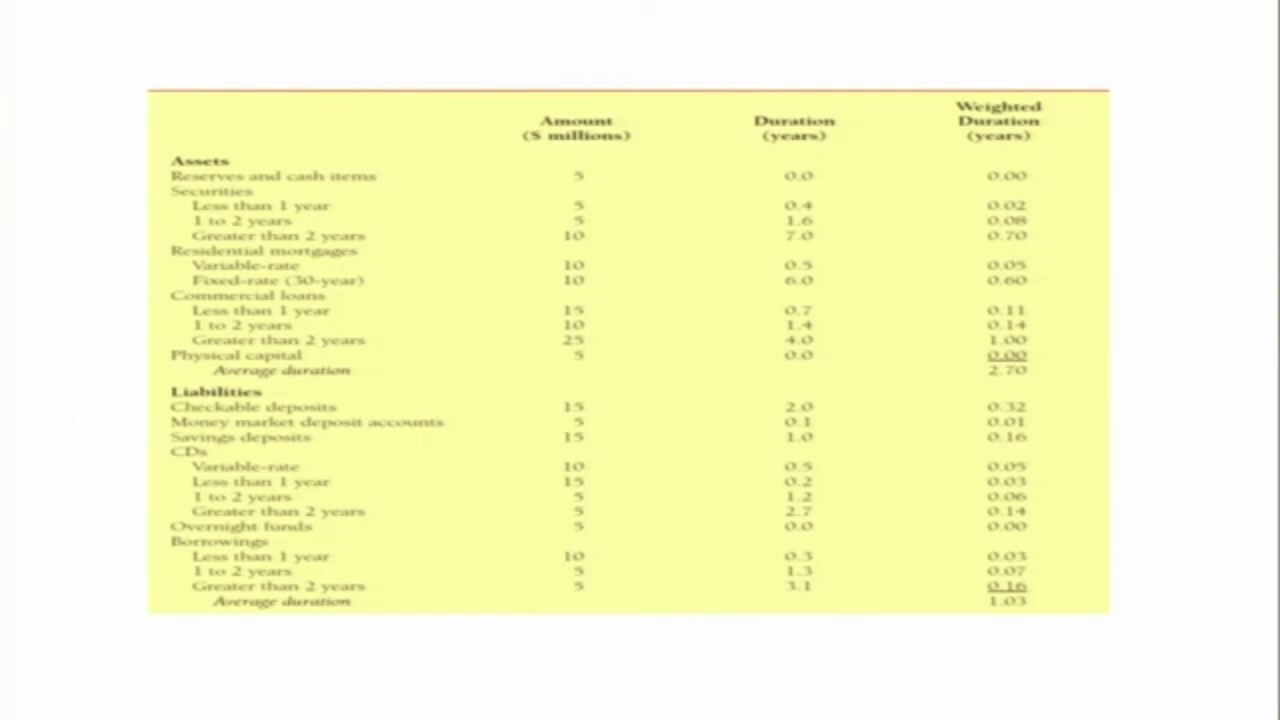 Weighted
Amount Duration Duration
($ millions) (years) (years)
Assets
Reserves and cash items 5 0.0 0.00
Securities
Less than 1 year 5 0.4 0.02
1 to 2 years 5 1.6 0.08
Greater than 2 years 10 7.0 0.70
Residential mortgages
Variable-rate 10 0.5 0.05
Fixed-rate (30-year) 10 6.0 0.60
Commercial loans
Less than 1 year 15 0.7 0.11
1 to 2 years 10 1.4 0.14
Greater than 2 years 25 4.0 1.00
Physical capital 5 0.0 0.00
Average duration 2.70
Liabilities
Checkable deposits 15 2.0 0.32
Money market deposit accounts 5 0.1 0.01
Savings deposits 15 1.0 0.16
CDs
Variable-rate 10 0.5 0.05
Less than 1 year 15 0.2 0.03
1 to 2 years 5 1.2 0.06
Greater than 2 years 5 2.7 0.14
Overnight funds 5 0.0 0.00
Borrowings
Less than 1 year 10 0.3 0.03
1 to 2 years 5 1.3 0.07
Greater than 2 years 5 3.1 0.16
Average duration 1.03